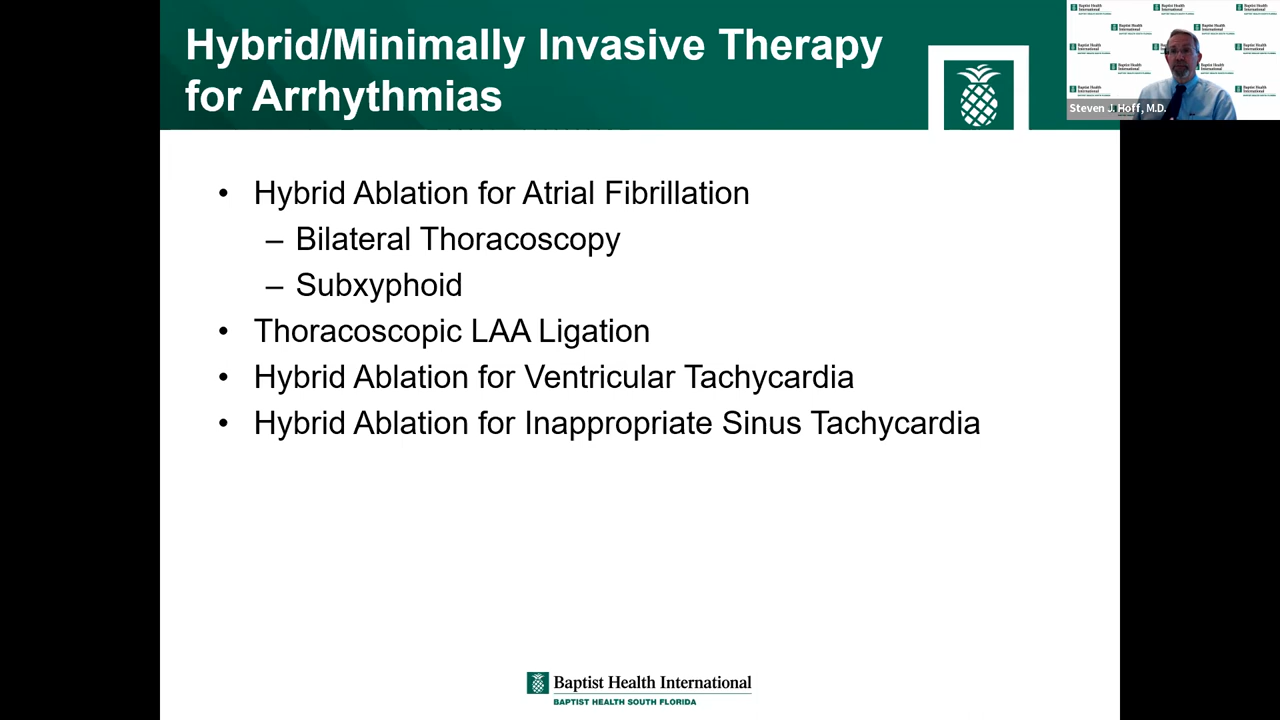 Hybrid/Minimally Invasive Therapy
for Arrhythmias
Steven J. Hoff, M.D.
• Hybrid Ablation for Atrial Fibrillation
– Bilateral Thoracoscopy
– Subxyphoid
• Thoracoscopic LAA Ligation
• Hybrid Ablation for Ventricular Tachycardia
• Hybrid Ablation for Inappropriate Sinus Tachycardia
Baptist Health International
BAPTIST HEALTH SOUTH FLORIDA